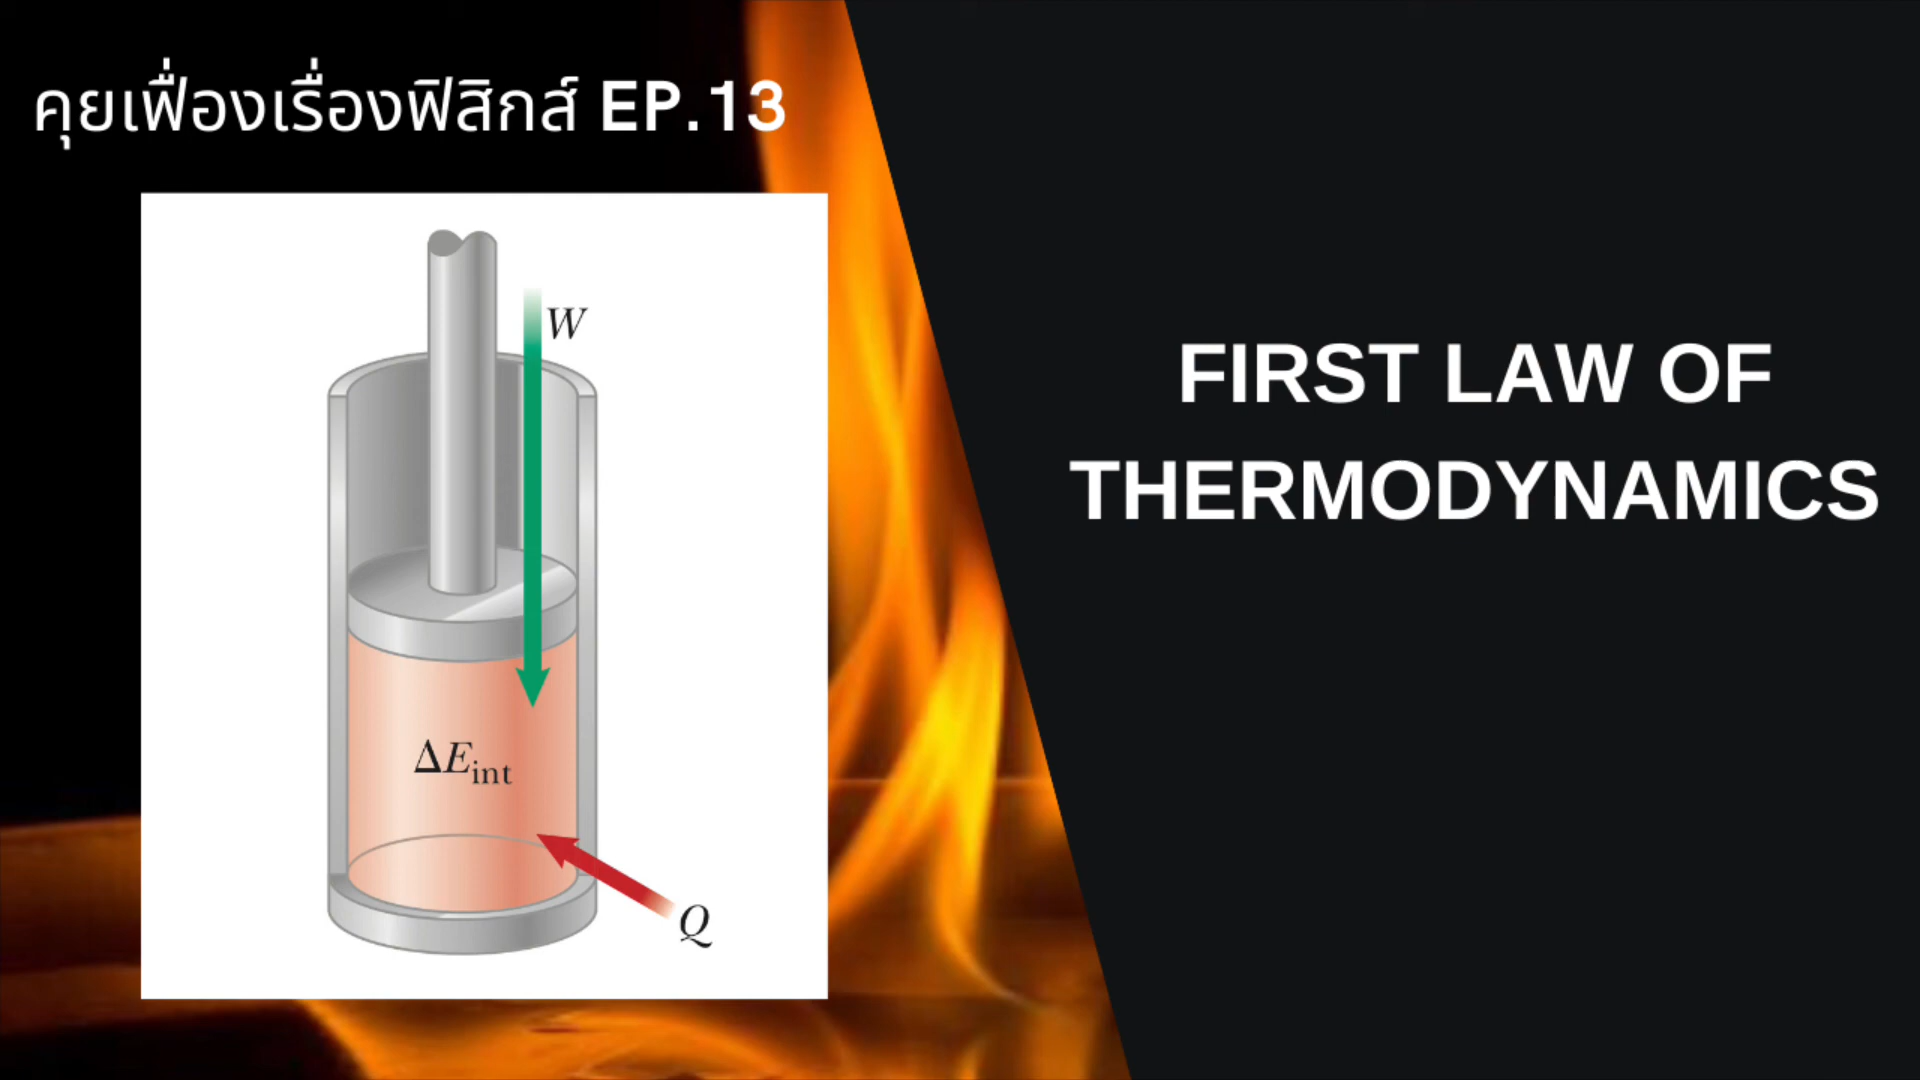 คุยเฟื่องเรื่องฟิสิกส์ EP.13
W
ΔEint
Q
FIRST LAW OF
THERMODYNAMICS